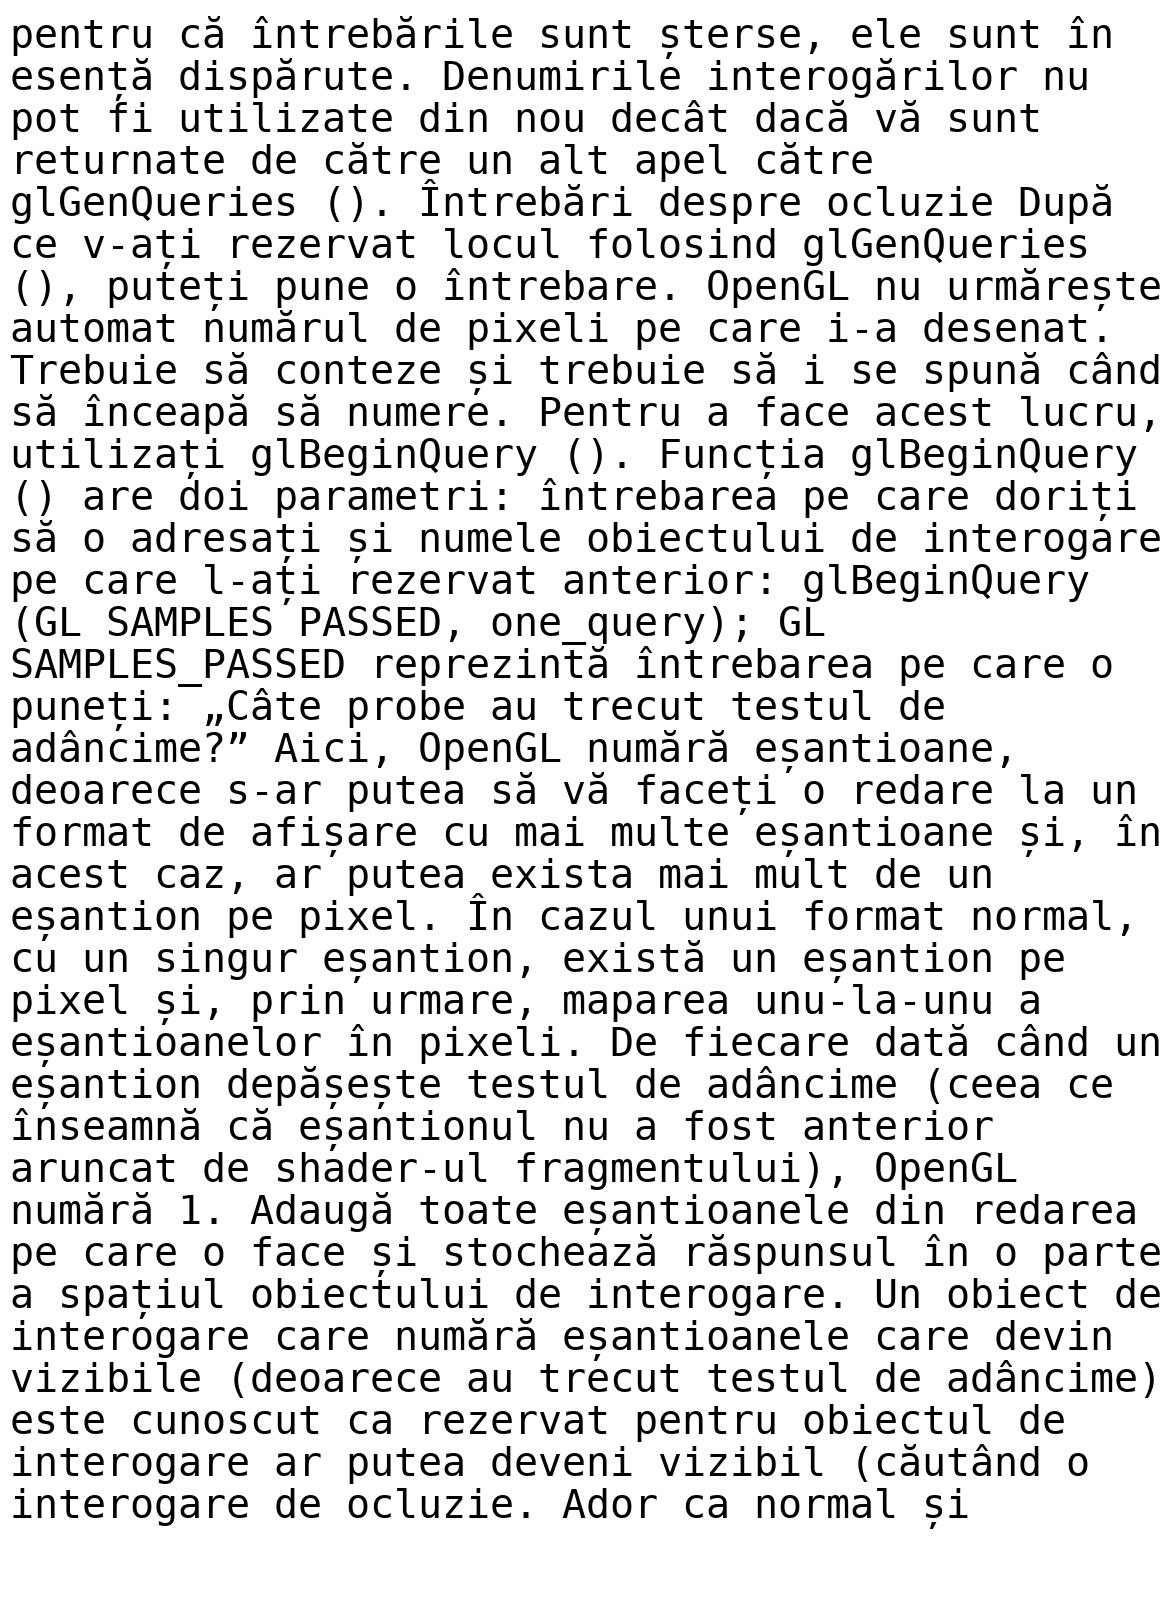 pentru că întrebările sunt șterse, ele sunt în
esență dispărute. Denumirile interogărilor nu
pot fi utilizate din nou decât dacă vă sunt
returnate de către un alt apel către
glGenQueries (). Întrebări despre ocluzie După
ce v-ați rezervat locul folosind glGenQueries
(), puteți pune o întrebare. OpenGL nu urmărește
automat numărul de pixeli pe care i-a desenat.
Trebuie să conteze și trebuie să i se spună când
să înceapă să numere. Pentru a face acest lucru,
utilizați glBeginQuery (). Funcția glBeginQuery
() are doi parametri: întrebarea pe care doriți
să o adresați și numele obiectului de interogare
pe care l-ați rezervat anterior: glBeginQuery
(GL SAMPLES PASSED, one_query); GL
SAMPLES_PASSED reprezintă întrebarea pe care o
puneți: „Câte probe au trecut testul de
adâncime?” Aici, OpenGL numără eșantioane,
deoarece s-ar putea să vă faceți o redare la un
format de afișare cu mai multe eșantioane și, în
acest caz, ar putea exista mai mult de un
eșantion pe pixel. În cazul unui format normal,
cu un singur eșantion, există un eșantion pe
pixel și, prin urmare, maparea unu-la-unu a
eșantioanelor în pixeli. De fiecare dată când un
eșantion depășește testul de adâncime (ceea ce
înseamnă că eșantionul nu a fost anterior
aruncat de shader-ul fragmentului), OpenGL
numără 1. Adaugă toate eșantioanele din redarea
pe care o face și stochează răspunsul în o parte
a spațiul obiectului de interogare. Un obiect de
interogare care numără eșantioanele care devin
vizibile (deoarece au trecut testul de adâncime)
este cunoscut ca rezervat pentru obiectul de
interogare ar putea deveni vizibil (căutând o
interogare de ocluzie. Ador ca normal și